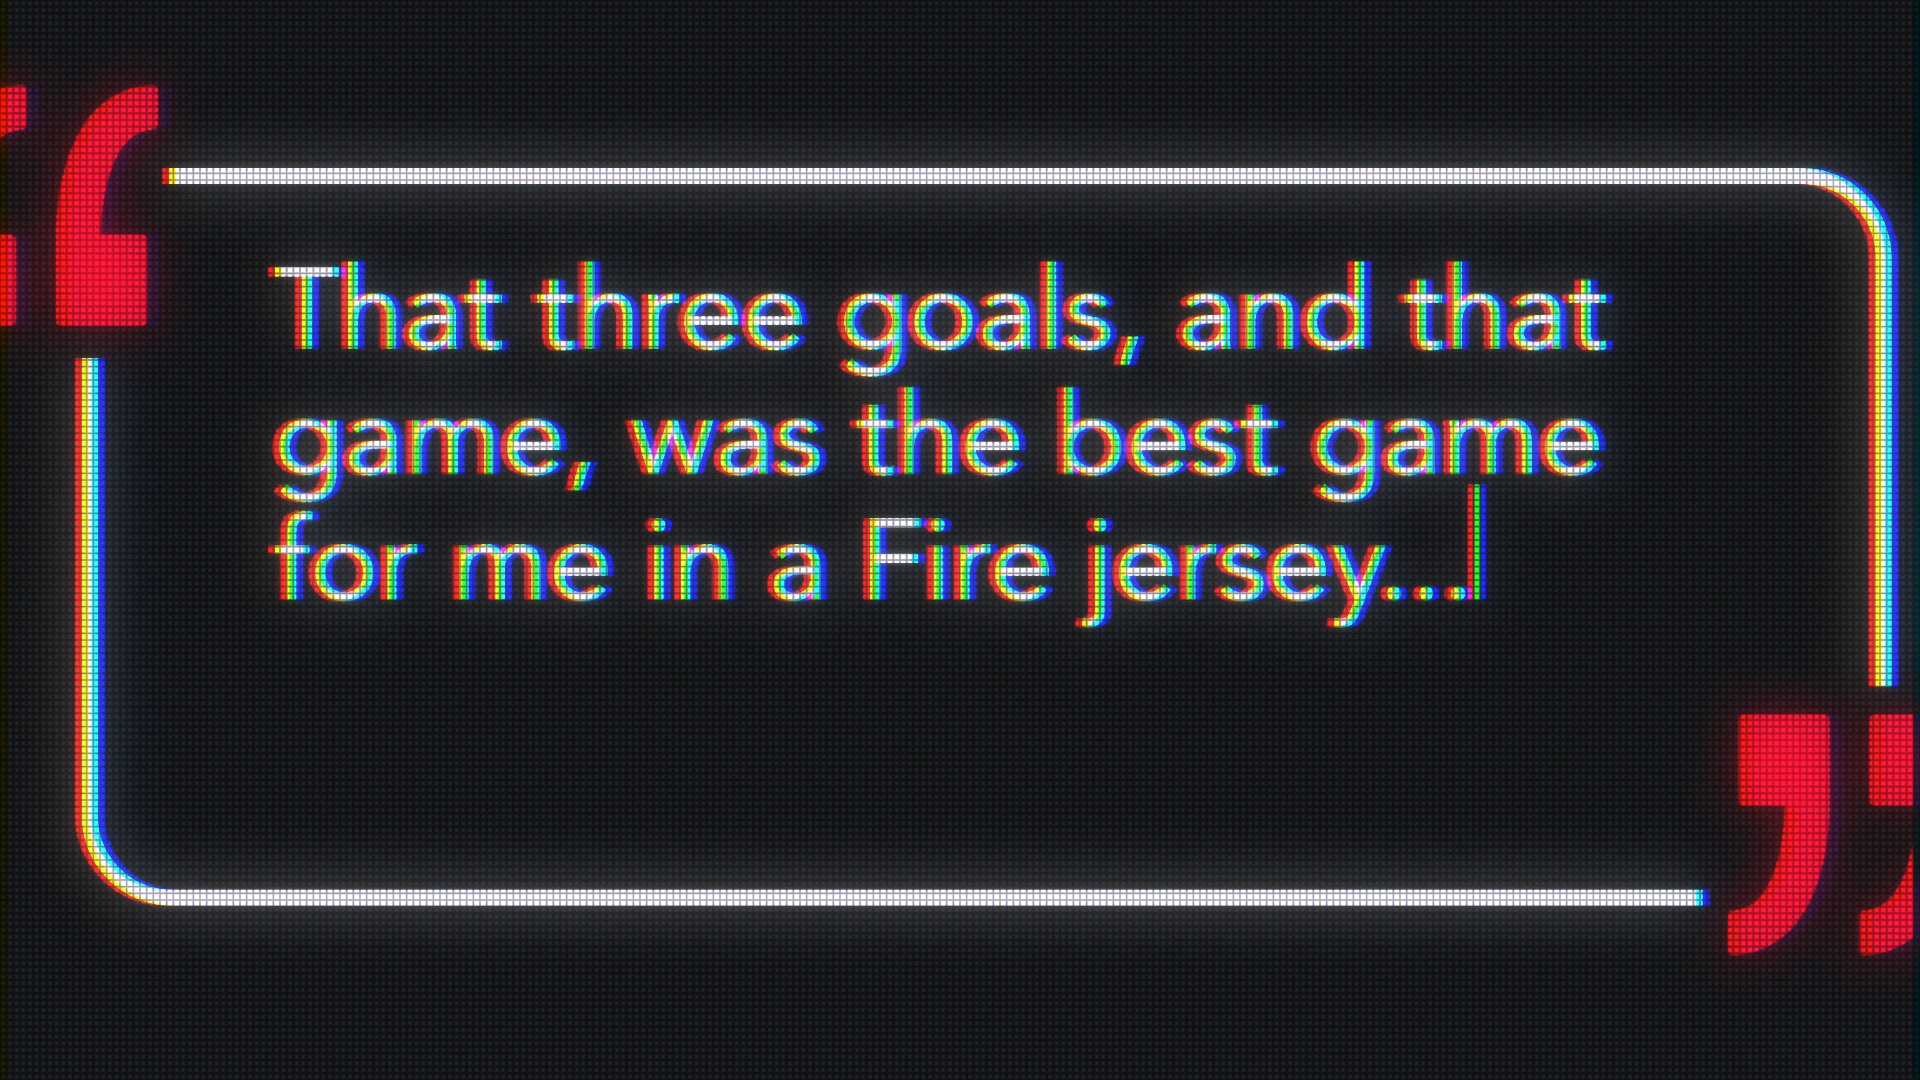 “
That three goals, and that
game, was the best game
for me in a Fire jersey...
”